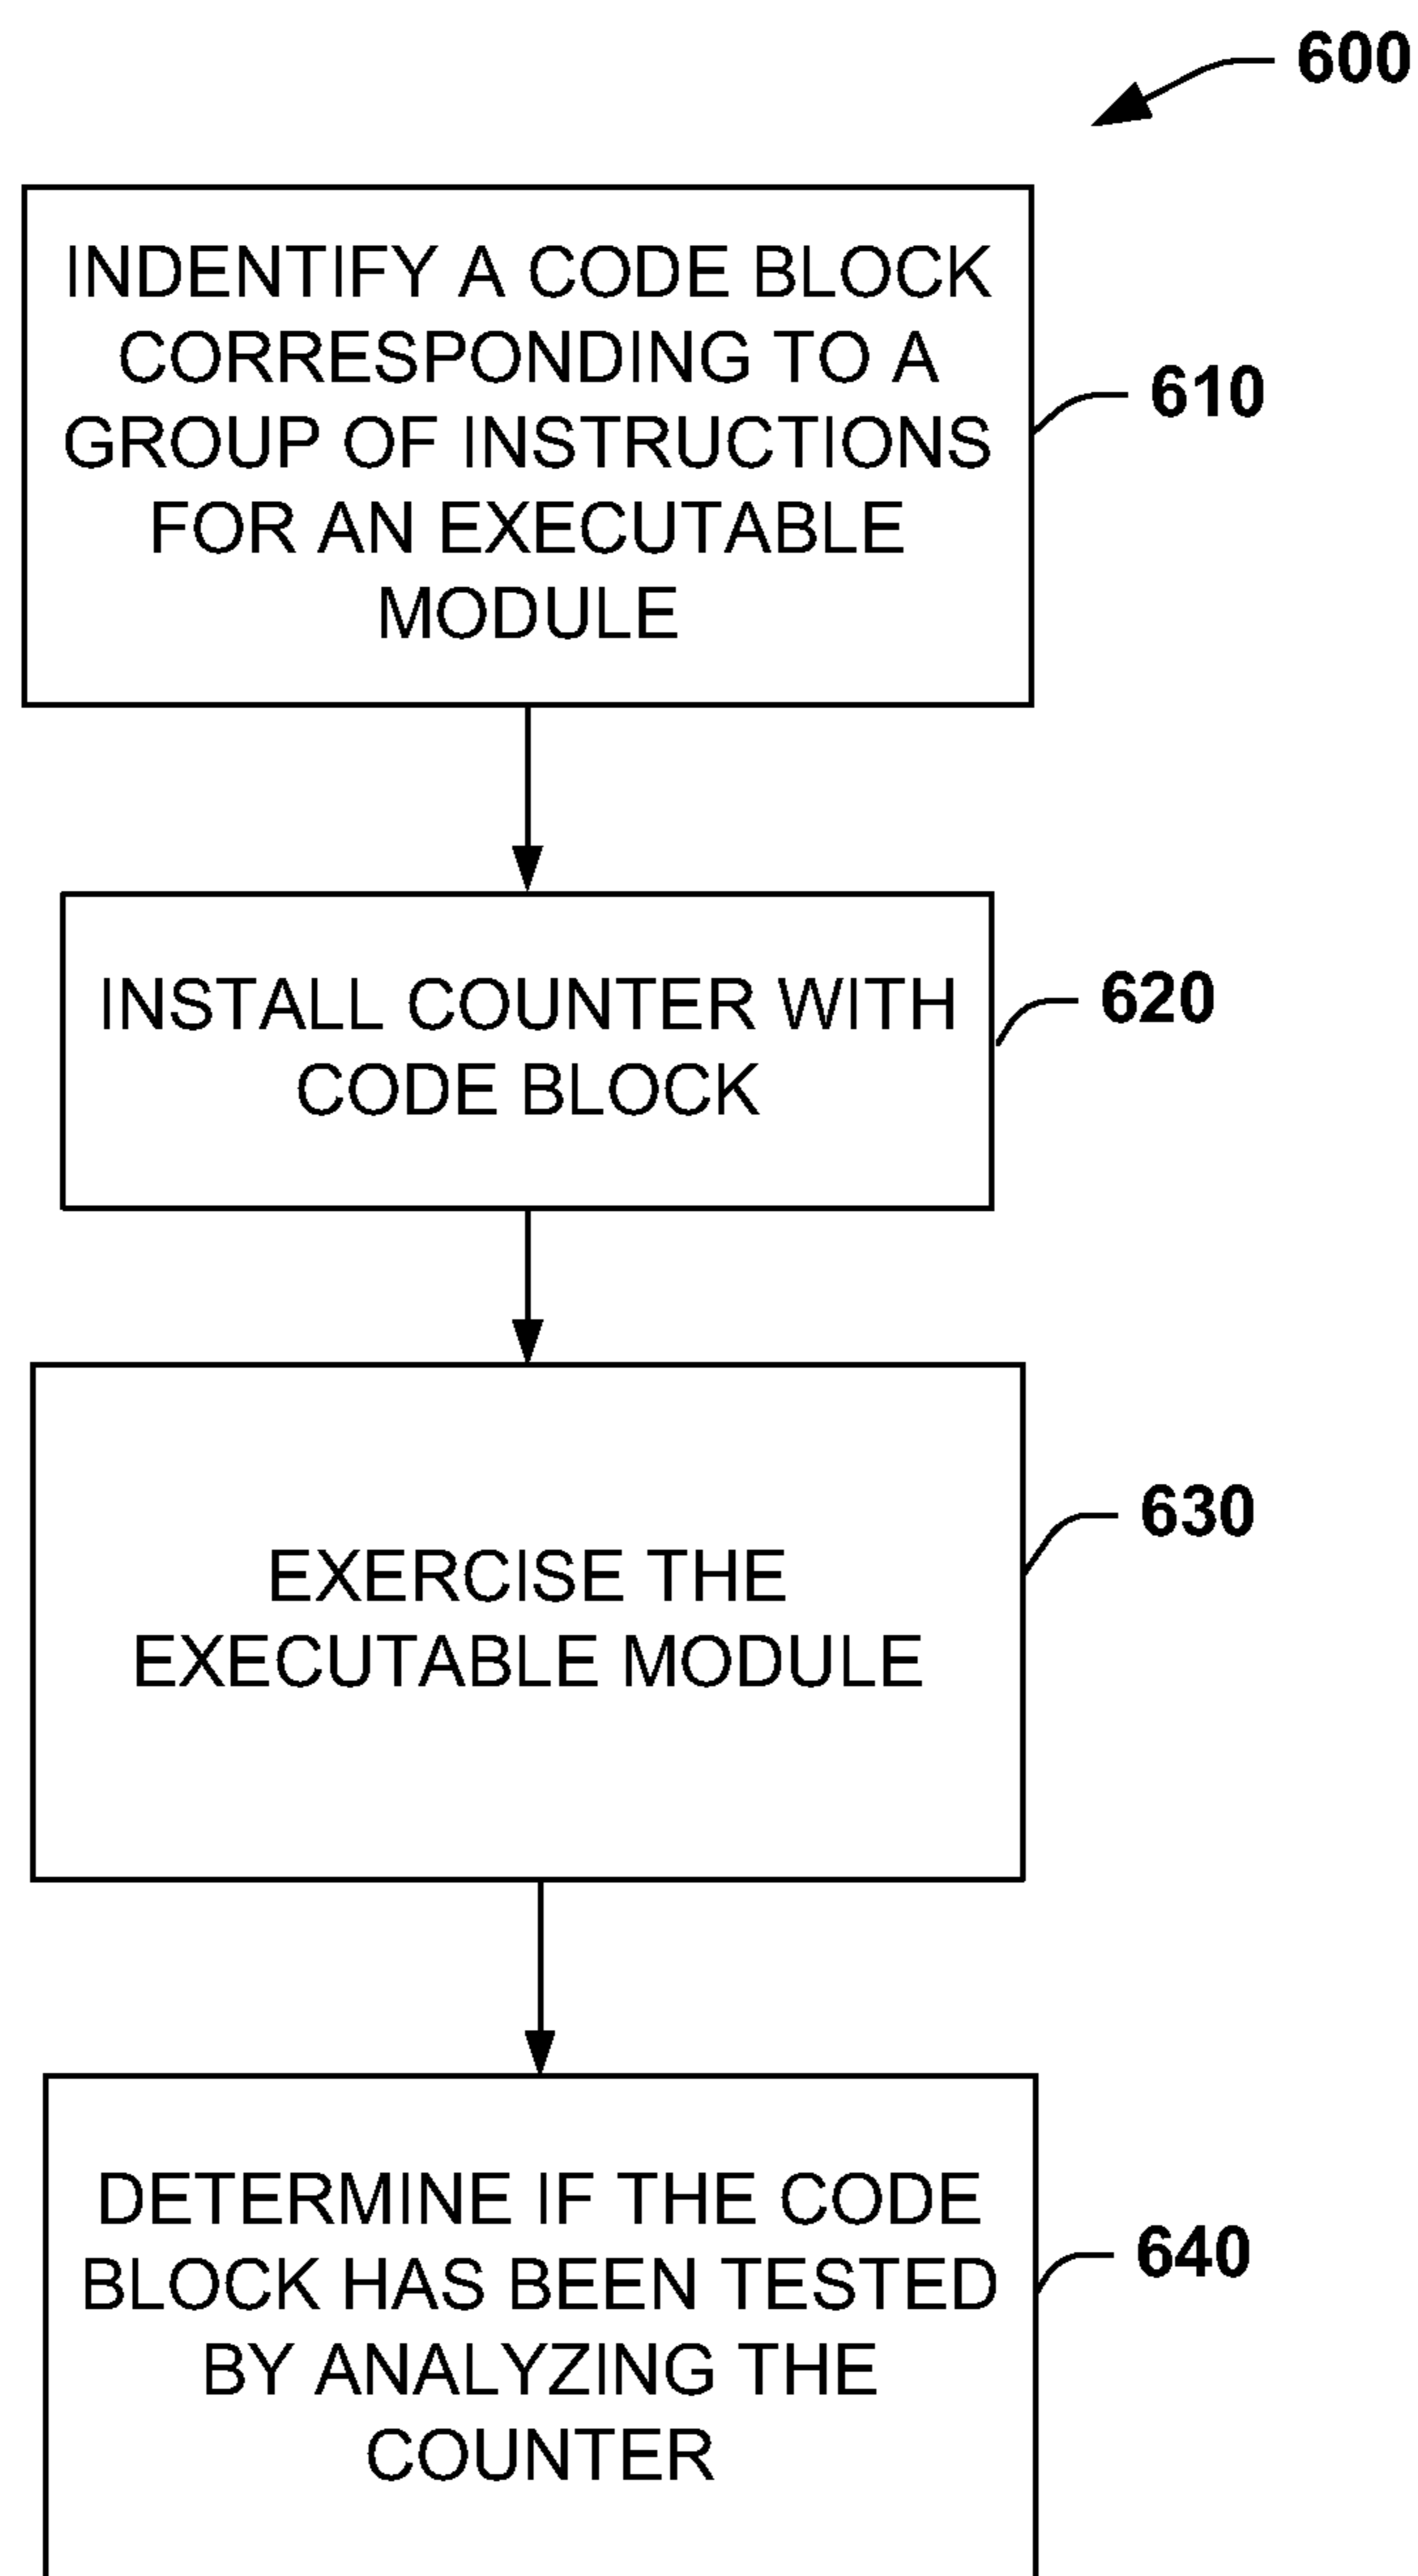 600
INDENTIFY A CODE BLOCK
CORRESPONDING TO A
GROUP OF INSTRUCTIONS
FOR AN EXECUTABLE
MODULE
610
INSTALL COUNTER WITH
CODE BLOCK
620
EXERCISE THE
EXECUTABLE MODULE
630
DETERMINE IF THE CODE
BLOCK HAS BEEN TESTED
BY ANALYZING THE
COUNTER
640